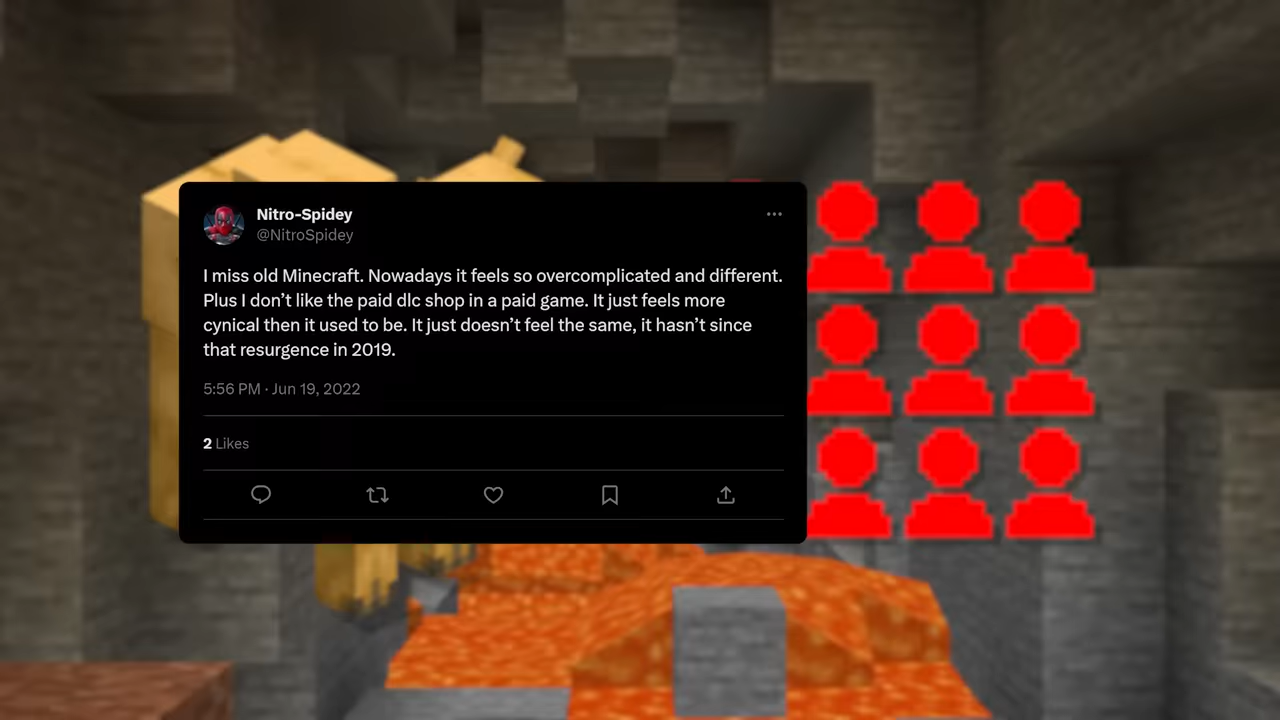 Nitro-Spidey
@NitroSpidey
I miss old Minecraft. Nowadays it feels so overcomplicated and different.
Plus I don’t like the paid dlc shop in a paid game. It just feels more
cynical then it used to be. It just doesn’t feel the same, it hasn’t since
that resurgence in 2019.
5:56 PM · Jun 19, 2022
2 Likes